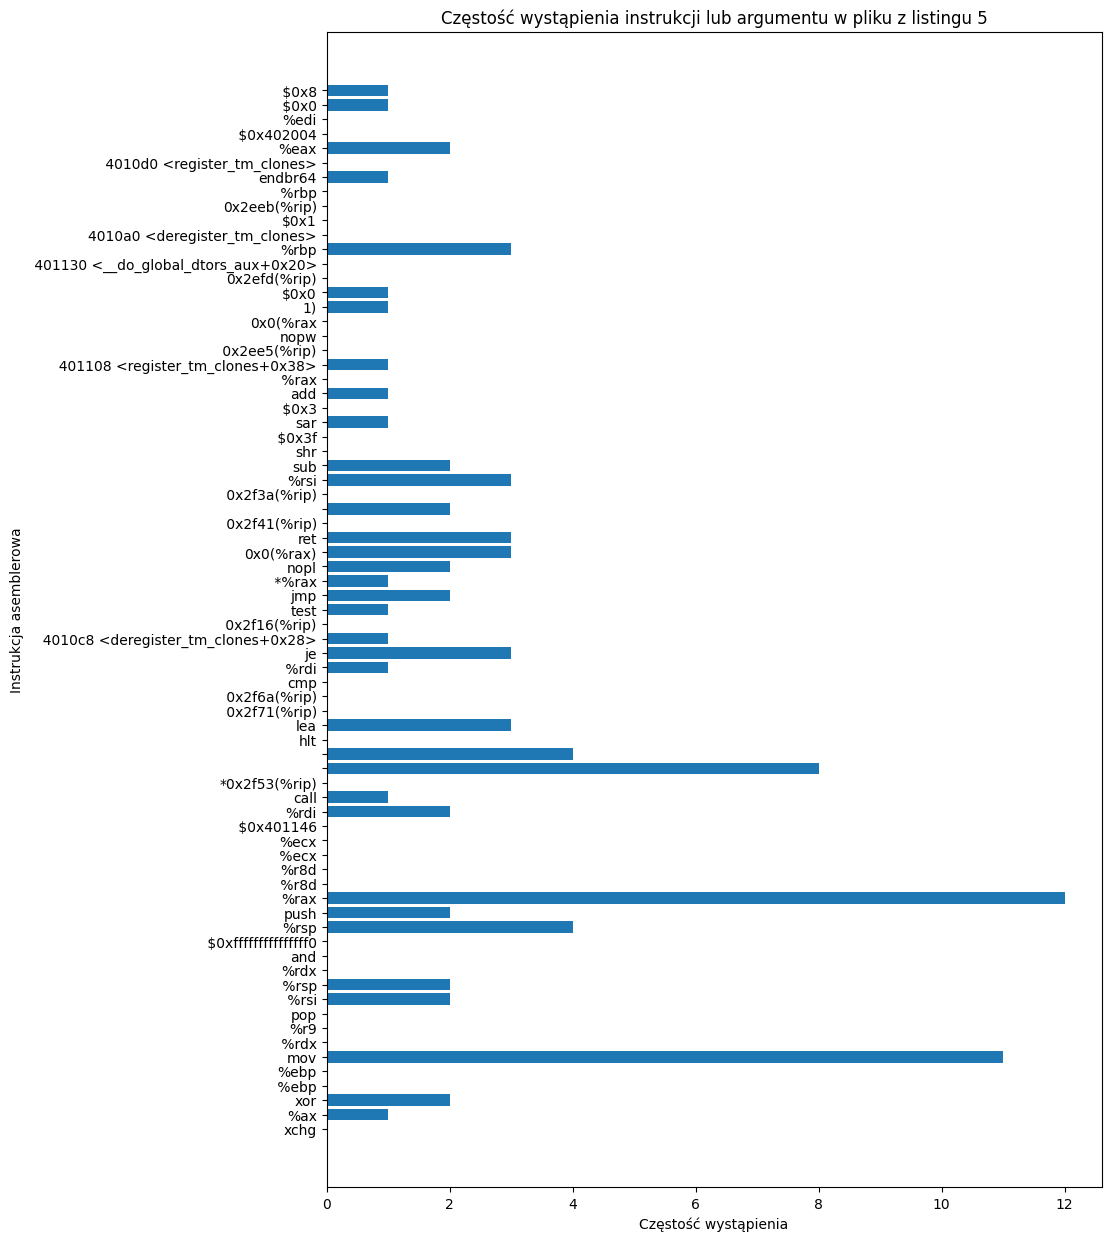 Częstość wystąpienia instrukcji lub argumentu w pliku z listingu 5
$0x8
$0x0
%edi
$0x402004
%eax
4010d0 <register_tm_clones>
endbr64
%rbp
0x2eeb(%rip)
$0x1
4010a0 <deregister_tm_clones>
%rbp
401130 <__do_global_dtors_aux+0x20>
0x2efd(%rip)
$0x0
1)
0x0(%rax
nopw
0x2ee5(%rip)
401108 <register_tm_clones+0x38>
%rax
add
$0x3
sar
$0x3f
shr
sub
%rsi
0x2f3a(%rip)
0x2f41(%rip)
ret
0x0(%rax)
nopl
*%rax
jmp
test
0x2f16(%rip)
4010c8 <deregister_tm_clones+0x28>
je
%rdi
cmp
0x2f6a(%rip)
0x2f71(%rip)
lea
hlt
*0x2f53(%rip)
call
%rdi
$0x401146
%ecx
%ecx
%r8d
%r8d
%rax
push
%rsp
$0xfffffffffffffff0
and
%rdx
%rsp
%rsi
pop
%r9
%rdx
mov
%ebp
%ebp
xor
%ax
xchg
Instrukcja asemblerowa
0 2 4 6 8 10 12
Częstość wystąpienia